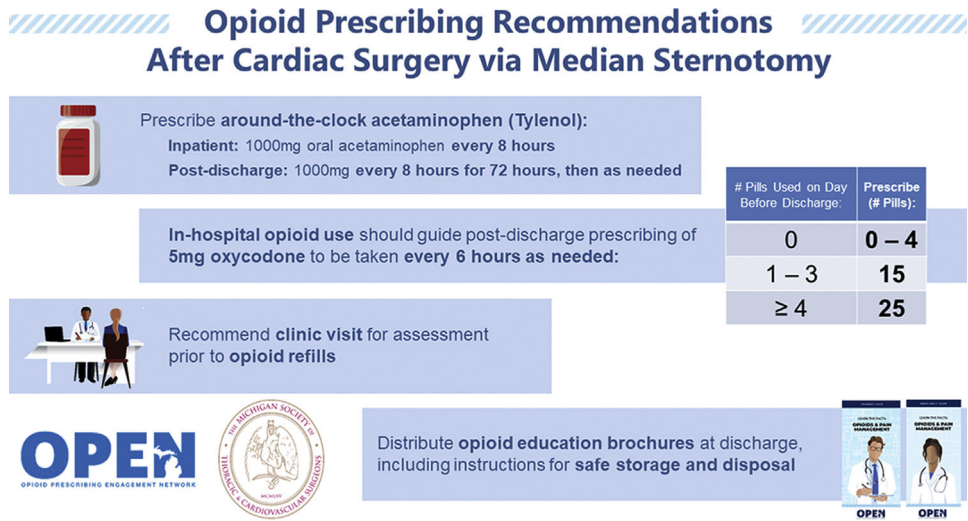 Opioid Prescribing Recommendations
After Cardiac Surgery via Median Sternotomy
Prescribe around-the-clock acetaminophen (Tylenol):
Inpatient: 1000mg oral acetaminophen every 8 hours
Post-discharge: 1000mg every 8 hours for 72 hours, then as needed
In-hospital opioid use should guide post-discharge prescribing of
5mg oxycodone to be taken every 6 hours as needed:
# Pills Used on Day
Before Discharge:
Prescribe
(# Pills):
0
0 – 4
1 – 3
15
≥ 4
25
Recommend clinic visit for assessment
prior to opioid refills
OPEN
OPIOID PRESCRIBING ENGAGEMENT NETWORK
THE MICHIGAN SOCIETY OF
THORACIC & CARDIOVASCULAR SURGEONS
MCMLXV
Distribute opioid education brochures at discharge,
including instructions for safe storage and disposal
LEARN THE FACTS:
OPIOIDS & PAIN
MANAGEMENT
OPEN
LEARN THE FACTS:
OPIOIDS & PAIN
MANAGEMENT
OPEN